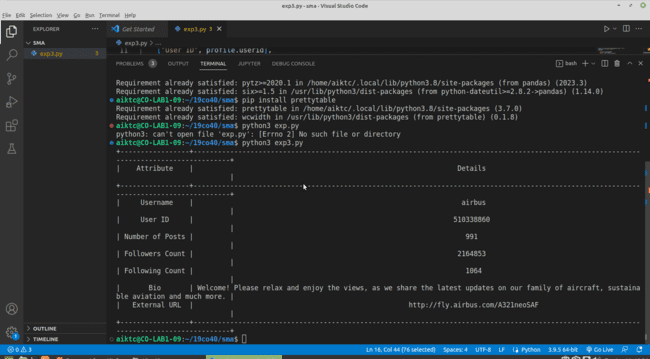 exp3.py - sma - Visual Studio Code
File Edit Selection View Go Run Terminal Help
EXPLORER ···
SMA
exp3.py
Get Started
exp3.py 3 ×
exp3.py > ...
11 ['User ID', profile.userid],
PROBLEMS 3 OUTPUT TERMINAL JUPYTER DEBUG CONSOLE
bash
Requirement already satisfied: pytz>=2020.1 in /home/aiktc/.local/lib/python3.8/site-packages (from pandas) (2023.3)
Requirement already satisfied: six>=1.5 in /usr/lib/python3/dist-packages (from python-dateutil>=2.8.2->pandas) (1.14.0)
aiktc@CO-LAB1-09:~/19co40/sma$ pip install prettytable
Requirement already satisfied: prettytable in /home/aiktc/.local/lib/python3.8/site-packages (3.7.0)
Requirement already satisfied: wcwidth in /usr/lib/python3/dist-packages (from prettytable) (0.1.8)
aiktc@CO-LAB1-09:~/19co40/sma$ python3 exp.py
python3: can't open file 'exp.py': [Errno 2] No such file or directory
aiktc@CO-LAB1-09:~/19co40/sma$ python3 exp3.py
| Attribute | Details
|
| Username | airbus
|
| User ID | 510338860
|
| Number of Posts | 991
|
| Followers Count | 2164853
|
| Following Count | 1064
|
| Bio | Welcome! Please relax and enjoy the views, as we share the latest updates on our family of aircraft, sustaina
ble aviation and much more. |
| External URL | http://fly.airbus.com/A321neoSAF
|
aiktc@CO-LAB1-09:~/19co40/sma$
OUTLINE
TIMELINE
0 3 Ln 16, Col 44 (76 selected) Spaces: 4 UTF-8 LF Python 3.9.5 64-bit Go Live